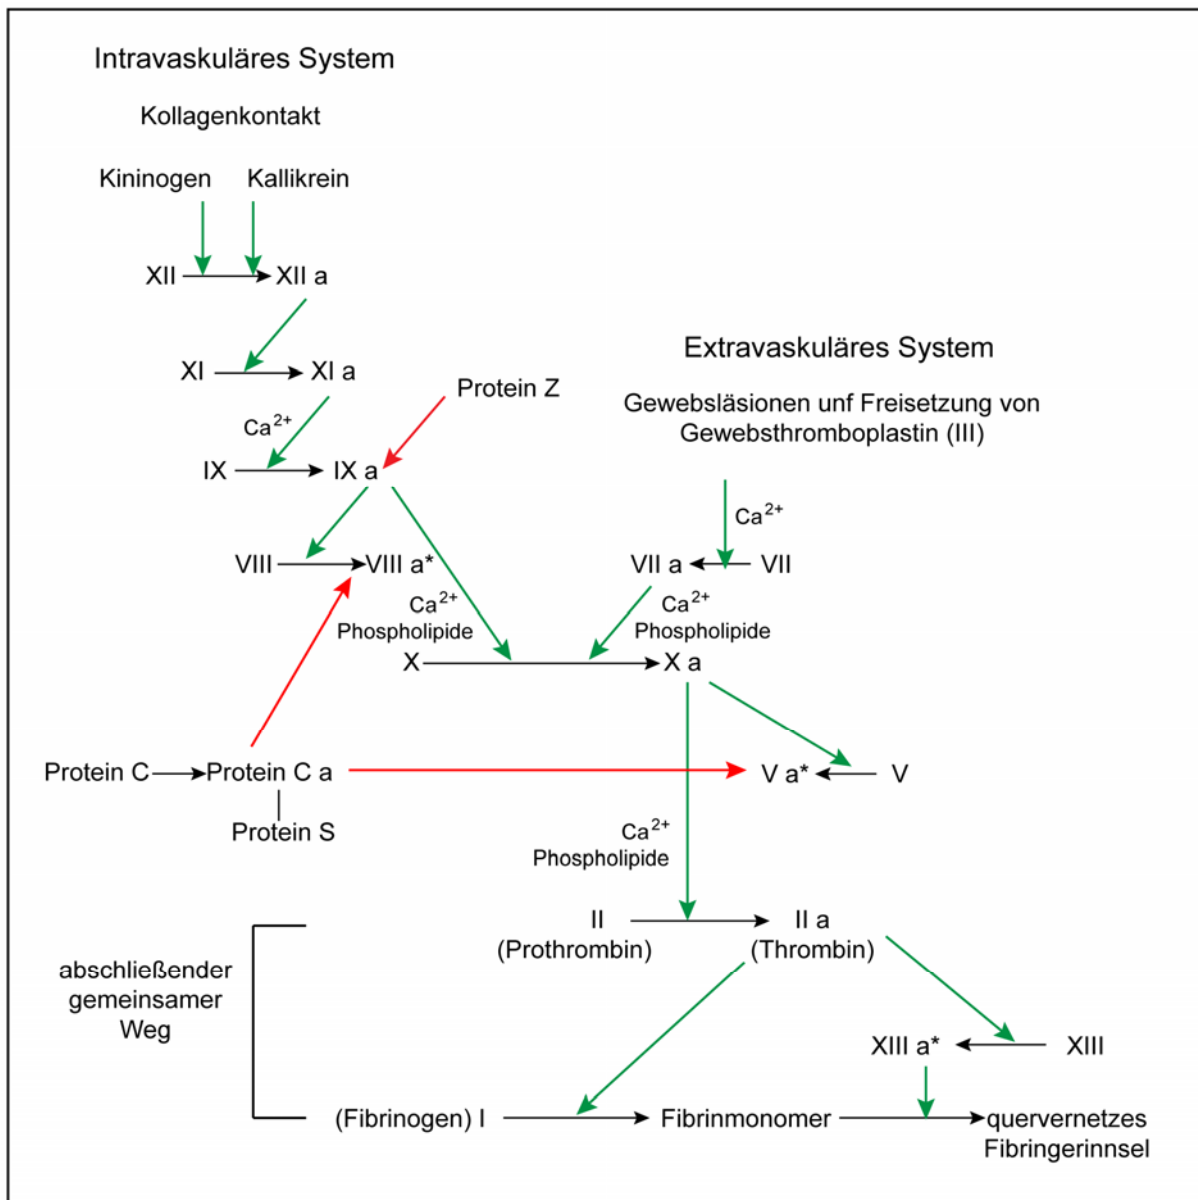 Intravaskuläres System
Kollagenkontakt
Kininogen Kallikrein
XII XII a
Extravaskuläres System
XI XI a
Protein Z
Gewebsläsionen unf Freisetzung von
Gewebsthromboplastin (III)
Ca2+
IX IX a
Ca2+
VIII VIII a*
VII a VII
Ca2+
Phospholipide
Ca2+
Phospholipide
X X a
Protein C Protein C a
V a* V
Protein S
Ca2+
Phospholipide
II II a
(Prothrombin) (Thrombin)
abschließender
gemeinsamer
Weg
XIII a* XIII
(Fibrinogen) I Fibrinmonomer quervernetzes
Fibringerinnsel